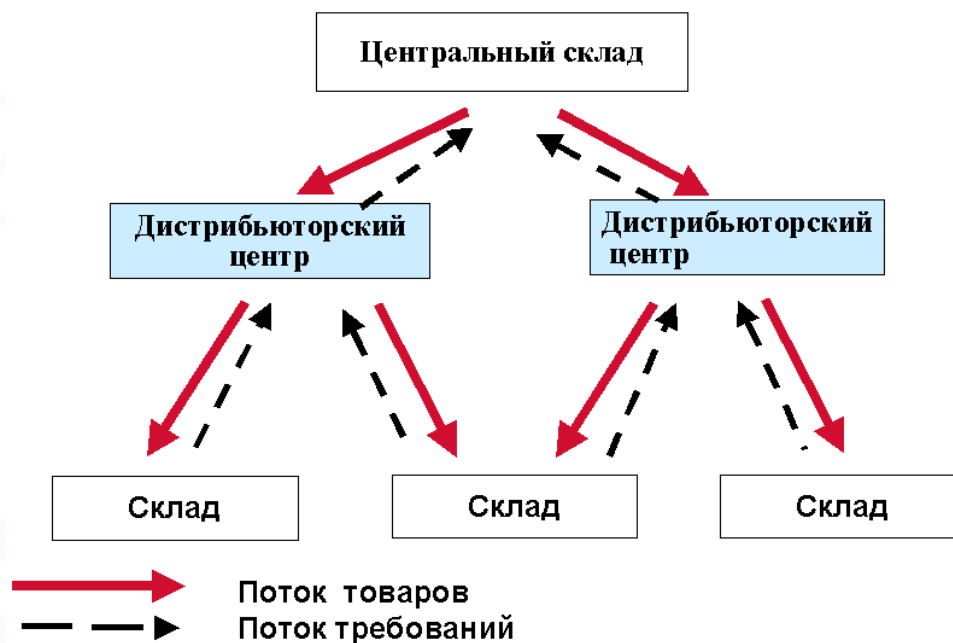 Центральный склад
Дистрибьюторский
центр
Дистрибьюторский
центр
Склад
Склад
Склад
Поток товаров
Поток требований